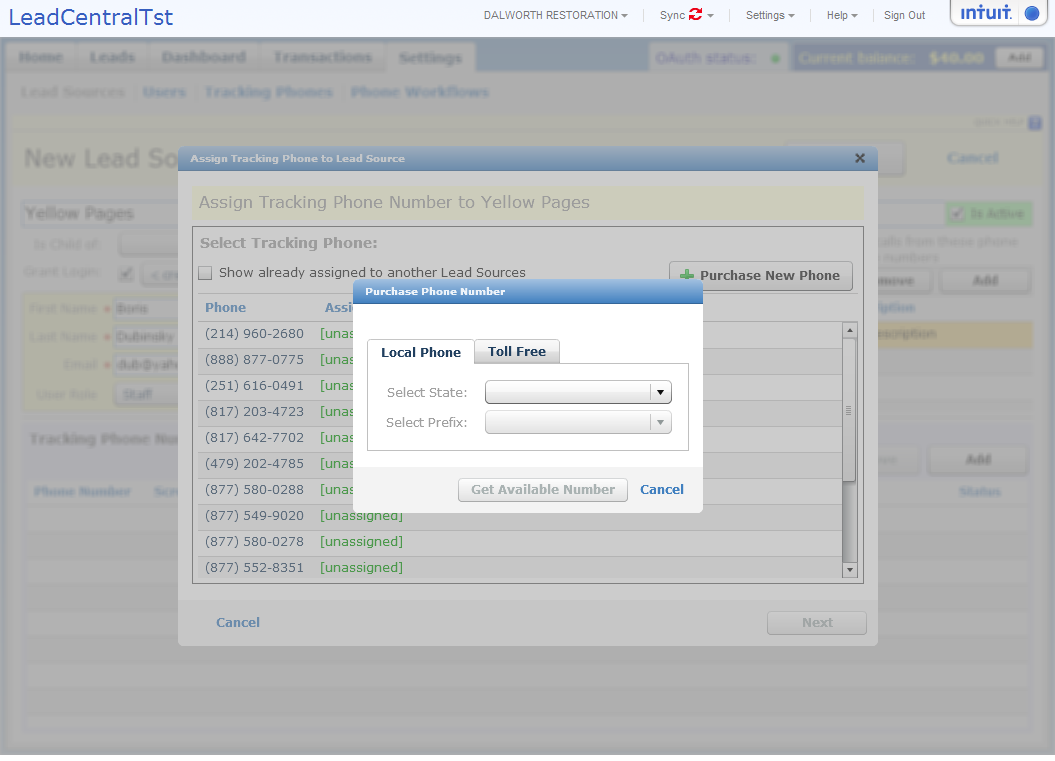 LeadCentralTst
DALWORTH RESTORATION Sync Settings Help Sign Out intuit.
Home Leads Dashboard Transactions Settings OAuth status: Current balance: $40.00 Add
Lead Sources Users Tracking Phones Phone Workflows
New Lead So Cancel
Assign Tracking Phone to Lead Source
Yellow Pages Is Active
Assign Tracking Phone Number to Yellow Pages
Is Child of: calls from these phone
numbers
Select Tracking Phone:
Grant Login:
Show already assigned to another Lead Sources
Purchase New Phone
move Add
Purchase Phone Number
First Name Boris
Phone Assi
Last Name Dubinsky
(214) 960-2680 [unas
scription
Local Phone Toll Free
(888) 877-0775 [unas
Email
(251) 616-0491 [unas
Select State:
User Role: Staff
(817) 203-4723 [unas
Select Prefix:
(817) 642-7702 [unas
Tracking Phone Nu
(479) 202-4785 [unas
Add
(877) 580-0288 [unas
Get Available Number Cancel
Phone Number Status
(877) 549-9020 [unassigned]
(877) 580-0278 [unassigned]
(877) 552-8351 [unassigned]
Cancel Next